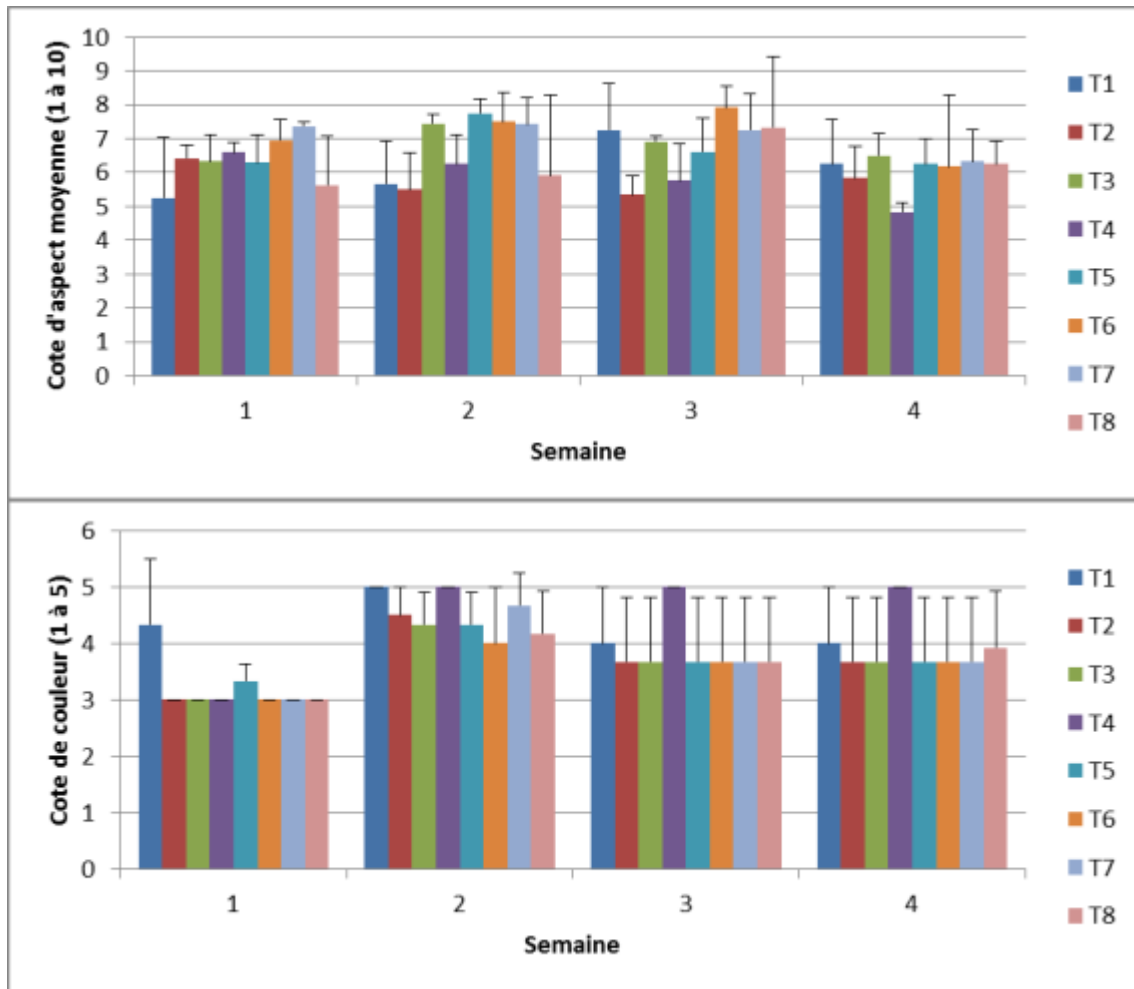 Cote d'aspect moyenne (1 à 10)
10
9
8
7
6
5
4
3
2
1
0
1 2 3 4
Semaine
T1
T2
T3
T4
T5
T6
T7
T8
Cote de couleur (1 à 5)
6
5
4
3
2
1
0
1 2 3 4
Semaine
T1
T2
T3
T4
T5
T6
T7
T8